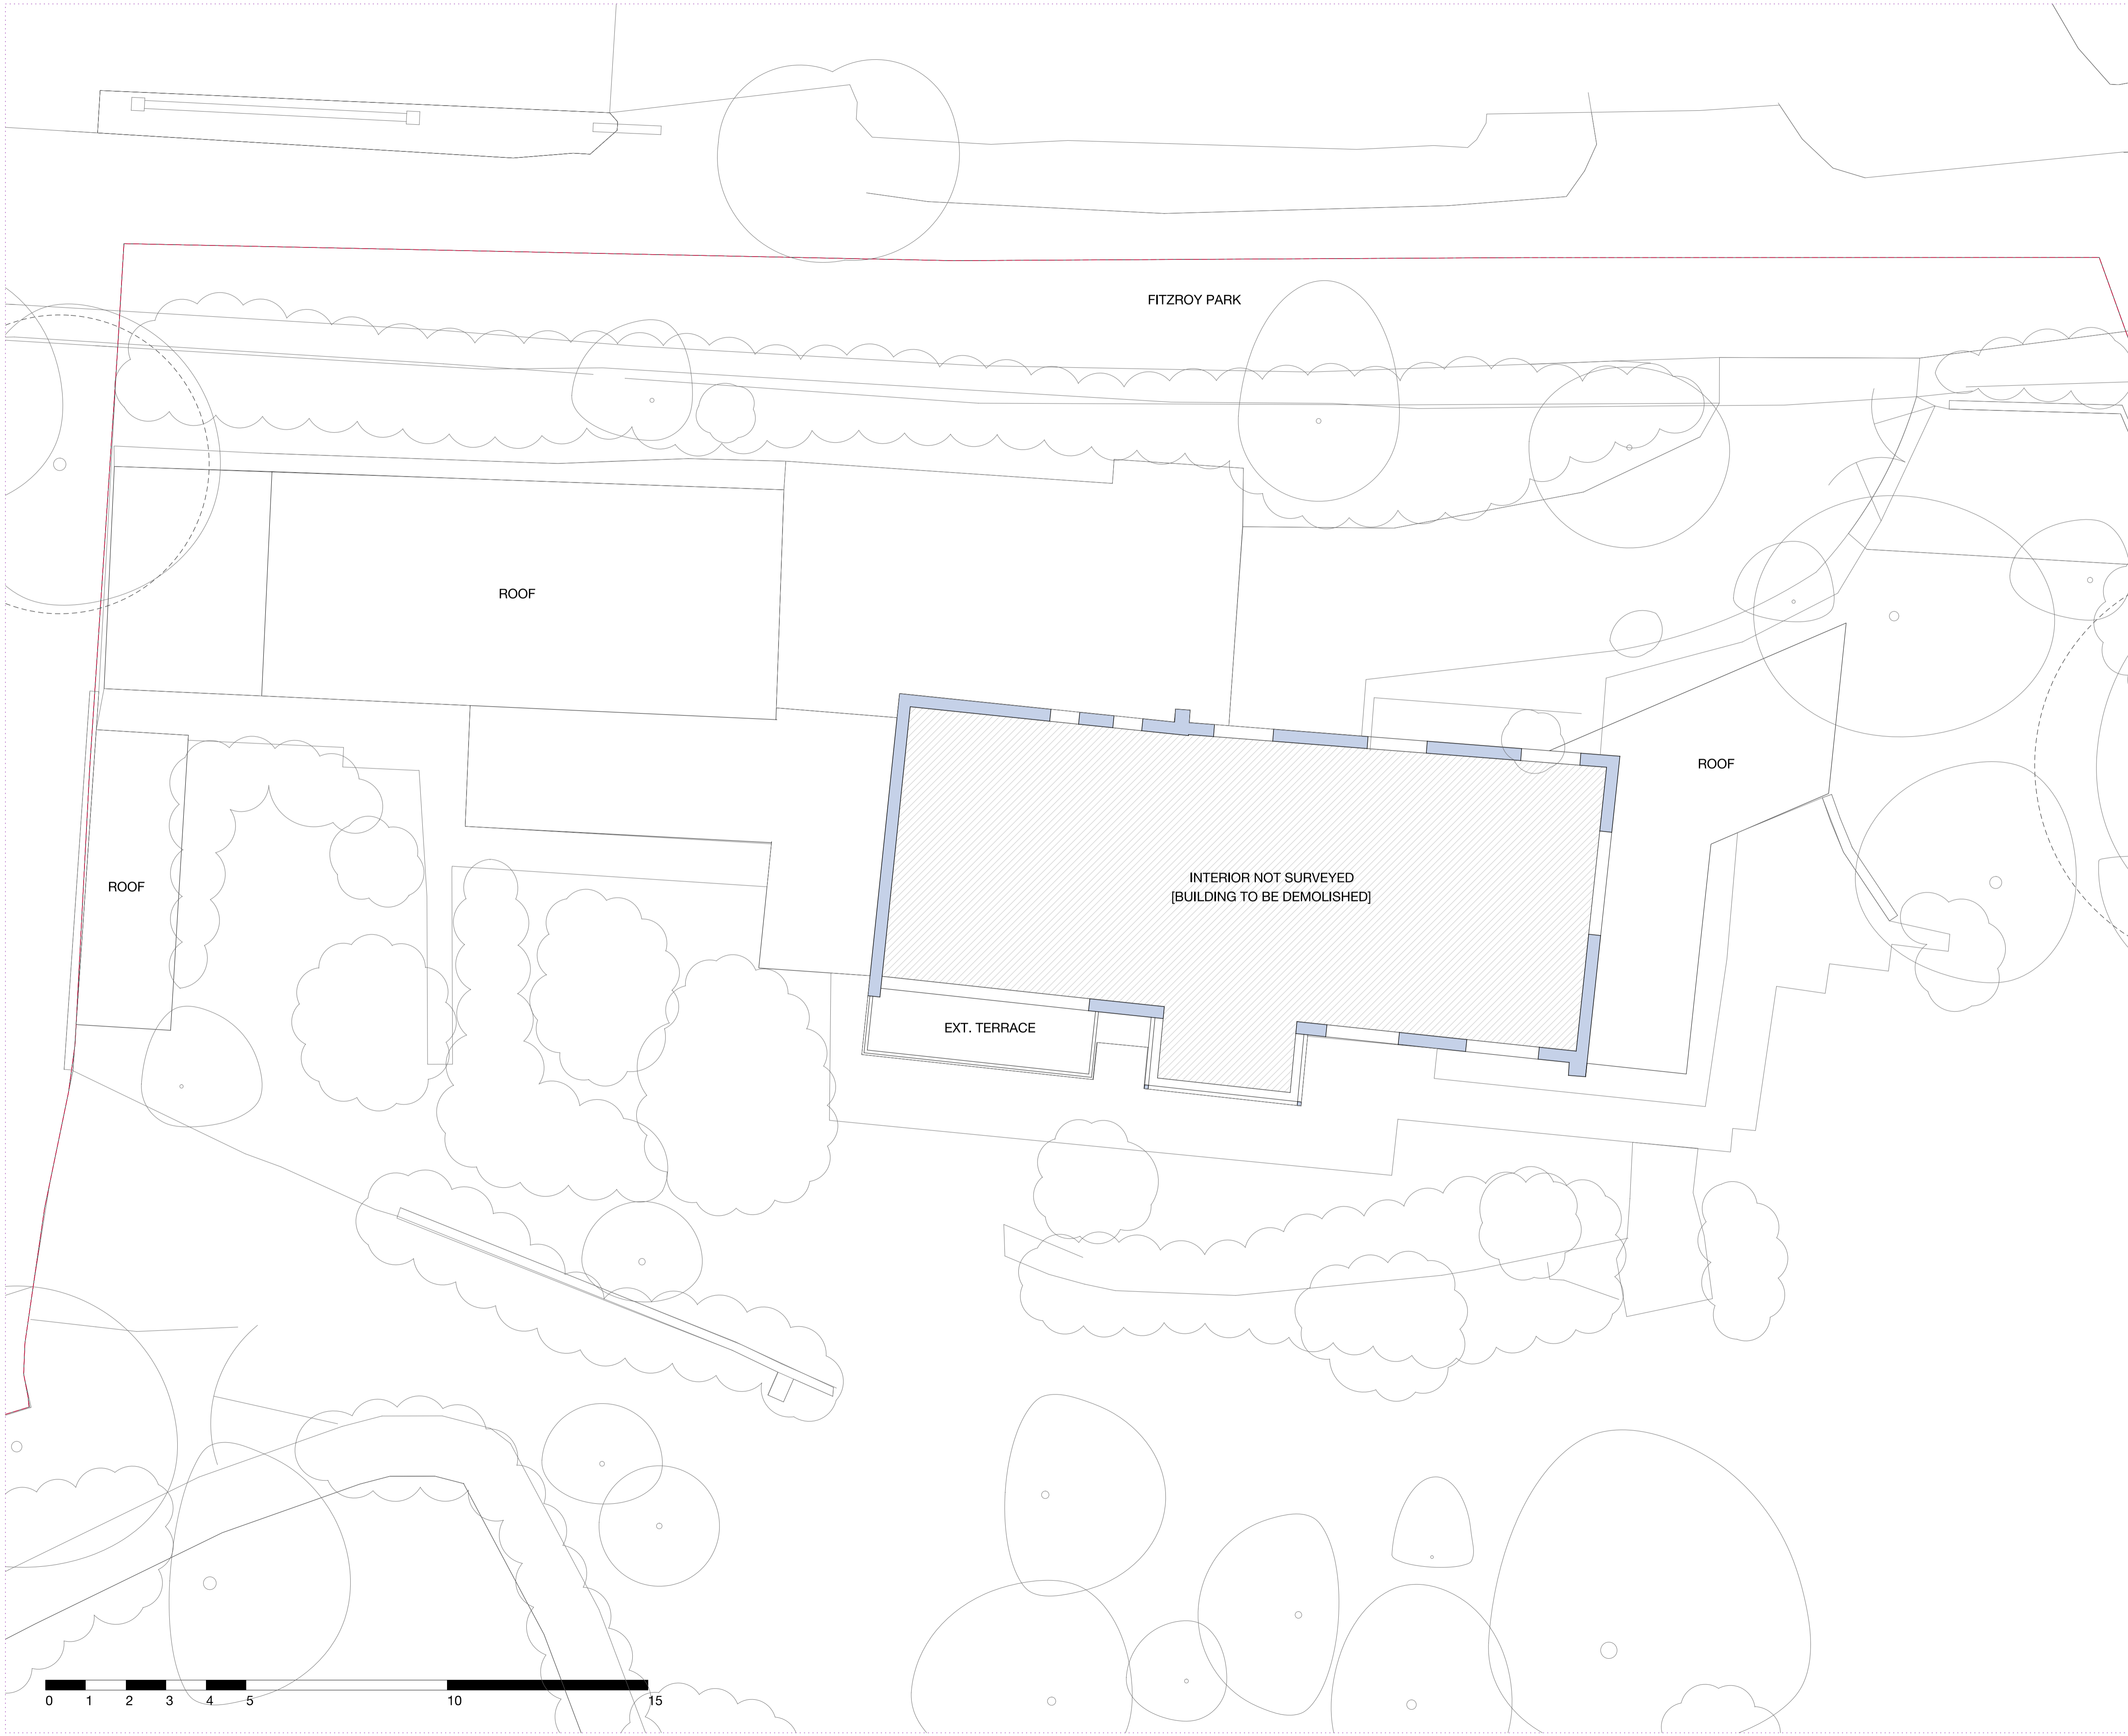 FITZROY PARK
ROOF
ROOF
INTERIOR NOT SURVEYED
[BUILDING TO BE DEMOLISHED]
ROOF
EXT. TERRACE
0 1 2 3 4 5 10 15